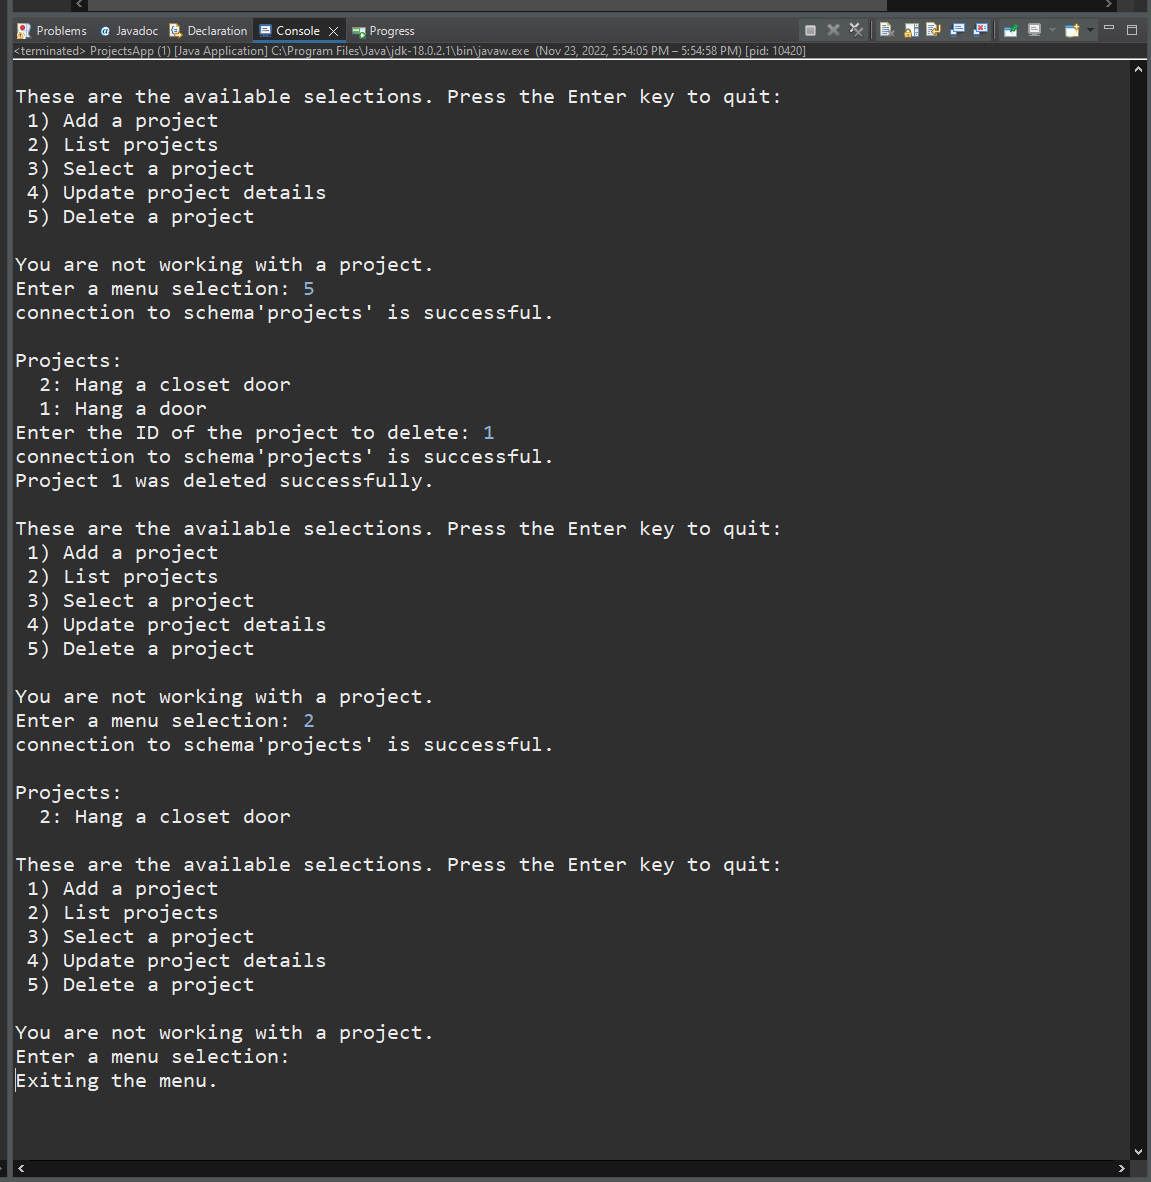 Problems Javadoc Declaration Console Progress
<terminated> ProjectsApp (1) [Java Application] C:\Program Files\Java\jdk-18.0.2.1\bin\javaw.exe (Nov 23, 2022, 5:54:05 PM – 5:54:58 PM) [pid: 10420]
These are the available selections. Press the Enter key to quit:
1) Add a project
2) List projects
3) Select a project
4) Update project details
5) Delete a project
You are not working with a project.
Enter a menu selection: 5
connection to schema'projects' is successful.
Projects:
2: Hang a closet door
1: Hang a door
Enter the ID of the project to delete: 1
connection to schema'projects' is successful.
Project 1 was deleted successfully.
These are the available selections. Press the Enter key to quit:
1) Add a project
2) List projects
3) Select a project
4) Update project details
5) Delete a project
You are not working with a project.
Enter a menu selection: 2
connection to schema'projects' is successful.
Projects:
2: Hang a closet door
These are the available selections. Press the Enter key to quit:
1) Add a project
2) List projects
3) Select a project
4) Update project details
5) Delete a project
You are not working with a project.
Enter a menu selection:
Exiting the menu.